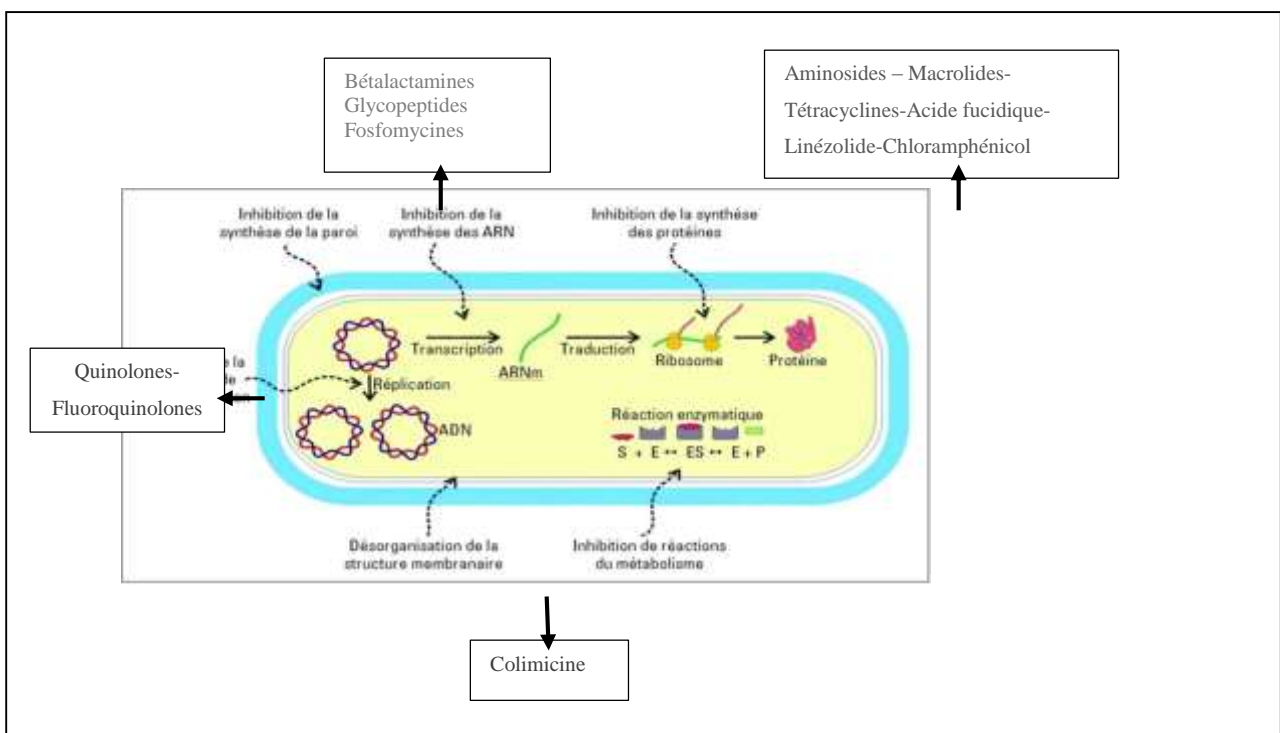 Bétalactamines
Glycopeptides
Fosfomycines
Aminosides – Macrolides-
Tétracyclines-Acide fucidique-
Linézolide-Chloramphénicol
Inhibition de la
synthèse de la paroi
Inhibition de la
synthèse des ARN
Inhibition de la synthèse
des protéines
Transcription
ARNm
Traduction
Ribosome
Protéine
la
Quinolones-
Fluoroquinolones
Réplication
ADN
Réaction enzymatique
S + E ↔ ES ↔ E + P
Désorganisation de la
structure membranaire
Inhibition de réactions
du métabolisme
Colimicine